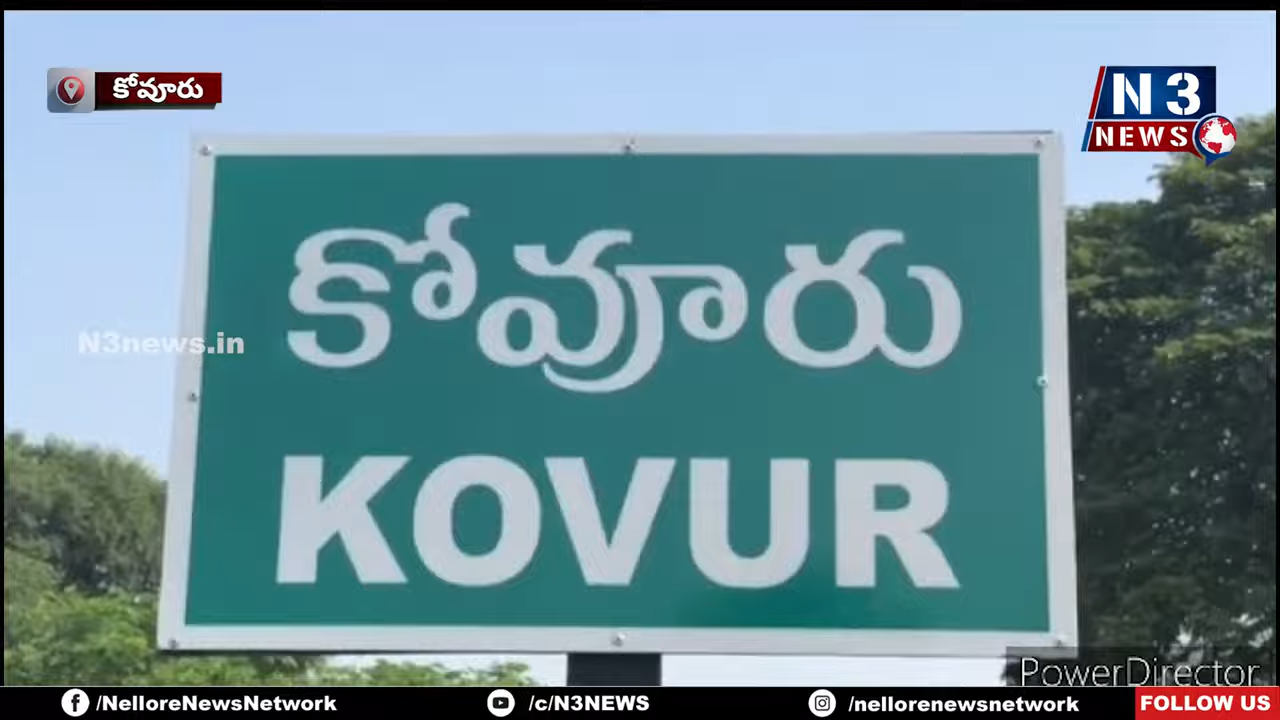 కోవూరు
N3
NEWS
కోవూరు
N3news.in
KOVUR
PowerDirector
/NelloreNewsNetwork
/c/N3NEWS
/nellorenewsnetwork
FOLLOW US